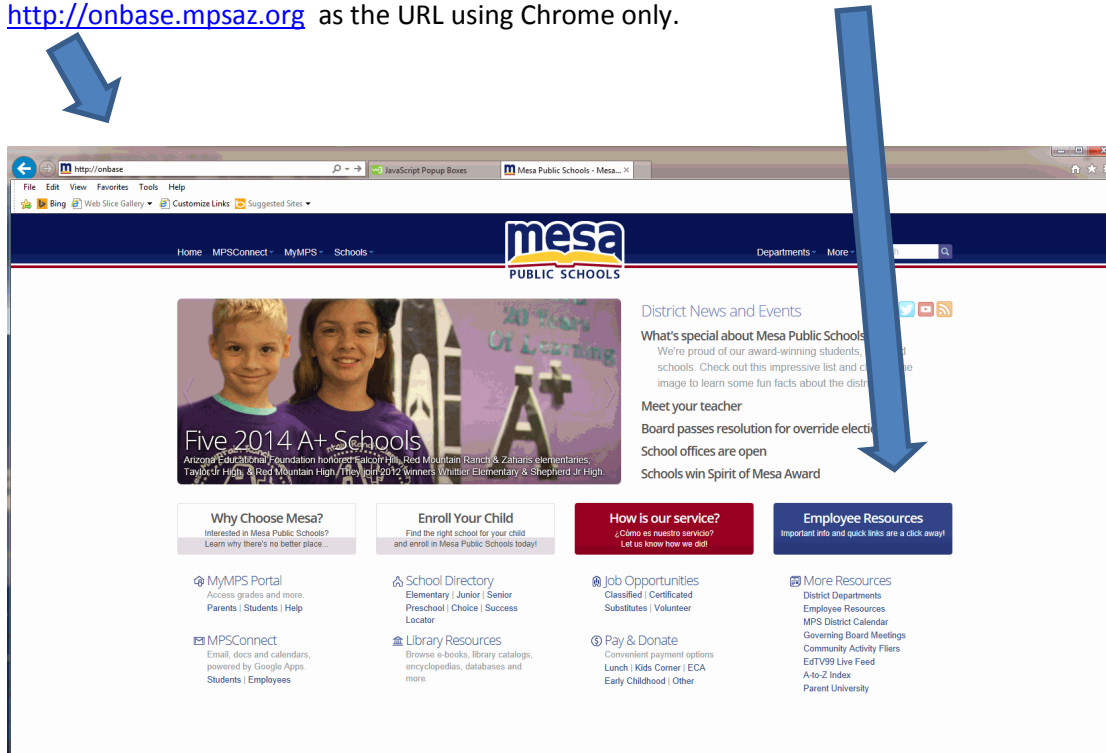 http://onbase.mpsaz.org as the URL using Chrome only.
http://onbase
JavaScript Popup Boxes
Mesa Public Schools - Mesa...
File Edit View Favorites Tools Help
Bing Web Slice Gallery Customize Links Suggested Sites
Home MPSConnect MyMPS Schools
mesa
PUBLIC SCHOOLS
Departments More
20 Years
Of Learning
A+
Five 2014 A+ Schools
Arizona Educational Foundation honored Falcon Hill, Red Mountain Ranch & Zaharis elementaries;
Taylor Jr High; & Red Mountain High. They join 2012 winners Whittier Elementary & Shepherd Jr High.
District News and Events
What's special about Mesa Public Schools
We're proud of our award-winning students,
schools. Check out this impressive list and
image to learn some fun facts about the
Meet your teacher
Board passes resolution for override
School offices are open
Schools win Spirit of Mesa Award
Why Choose Mesa?
Interested in Mesa Public Schools?
Learn why there's no better place...
Enroll Your Child
Find the right school for your child
and enroll in Mesa Public Schools today!
How is our service?
¿Cómo es nuestro servicio?
Let us know how we did!
Employee Resources
Important info and quick links are a click away!
MyMPS Portal
Access grades and more.
Parents | Students | Help
School Directory
Elementary | Junior | Senior
Preschool | Choice | Success
Locator
Job Opportunities
Classified | Certificated
Substitutes | Volunteer
More Resources
District Departments
Employee Resources
MPS District Calendar
Governing Board Meetings
Community Activity Fliers
EdTV99 Live Feed
A-to-Z Index
Parent University
MPSConnect
Email, docs and calendars,
powered by Google Apps.
Students | Employees
Library Resources
Browse e-books, library catalogs,
encyclopedias, databases and
more.
Pay & Donate
Convenient payment options
Lunch | Kids Corner | ECA
Early Childhood | Other